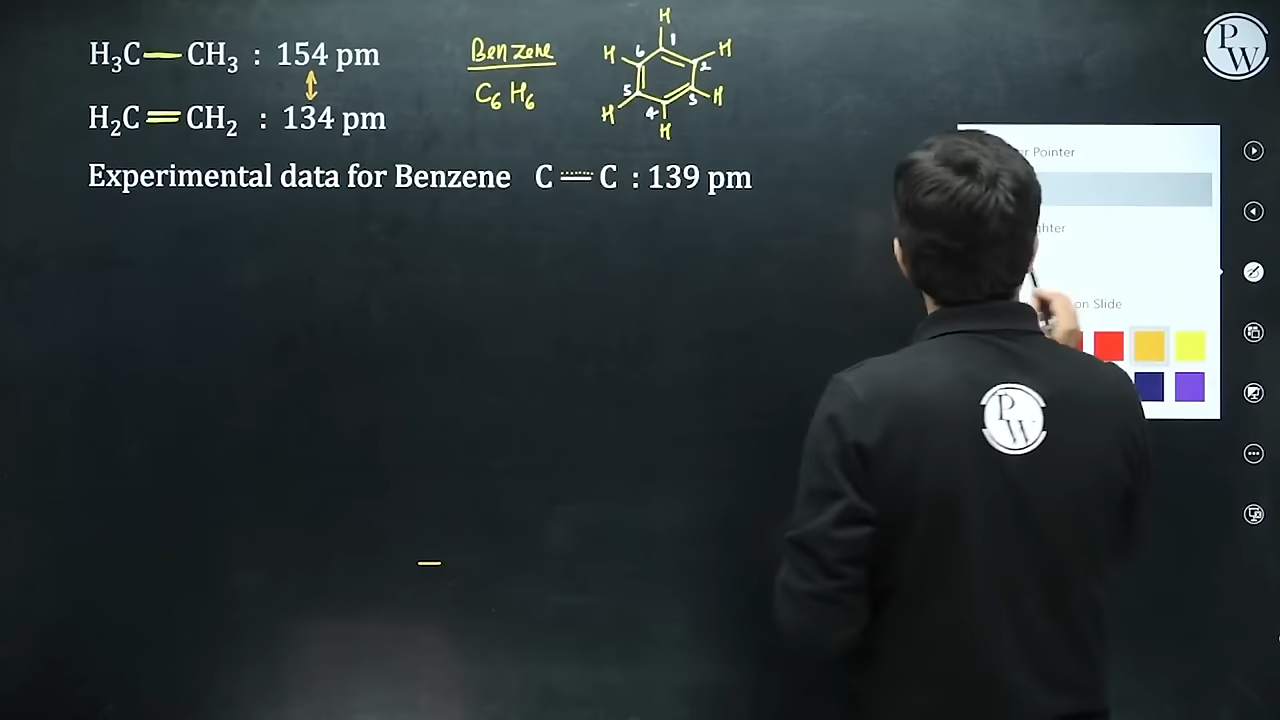 H₃C — CH₃ : 154 pm
H₂C = CH₂ : 134 pm
Experimental data for Benzene C = C : 139 pm
Benzene
C₆H₆
H
H 6 1 H
2
5 3 H
H 4
H
Pointer
on Slide
PW
PW